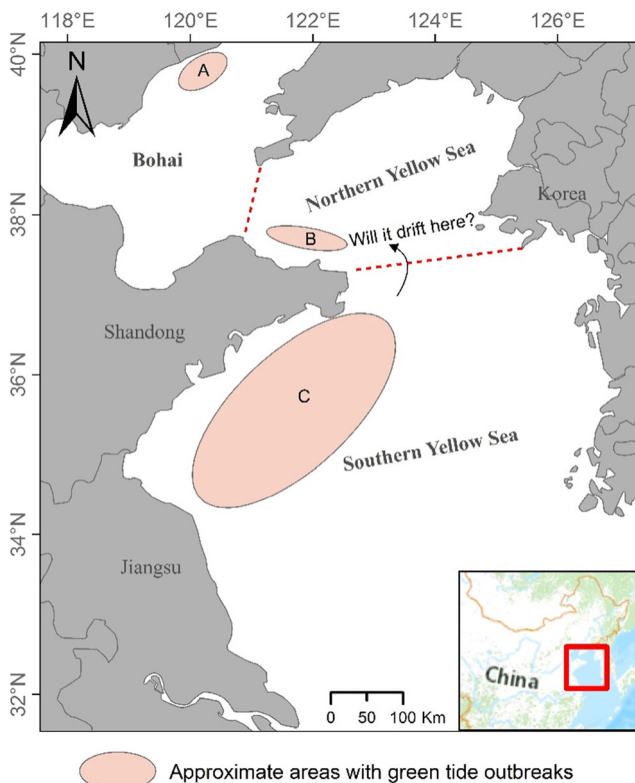 118°E 120°E 122°E 124°E 126°E
40°N
38°N
36°N
34°N
32°N
N
A
Bohai
Northern Yellow Sea
Korea
B
Will it drift here?
Shandong
C
Southern Yellow Sea
Jiangsu
China
0 50 100 Km
Approximate areas with green tide outbreaks